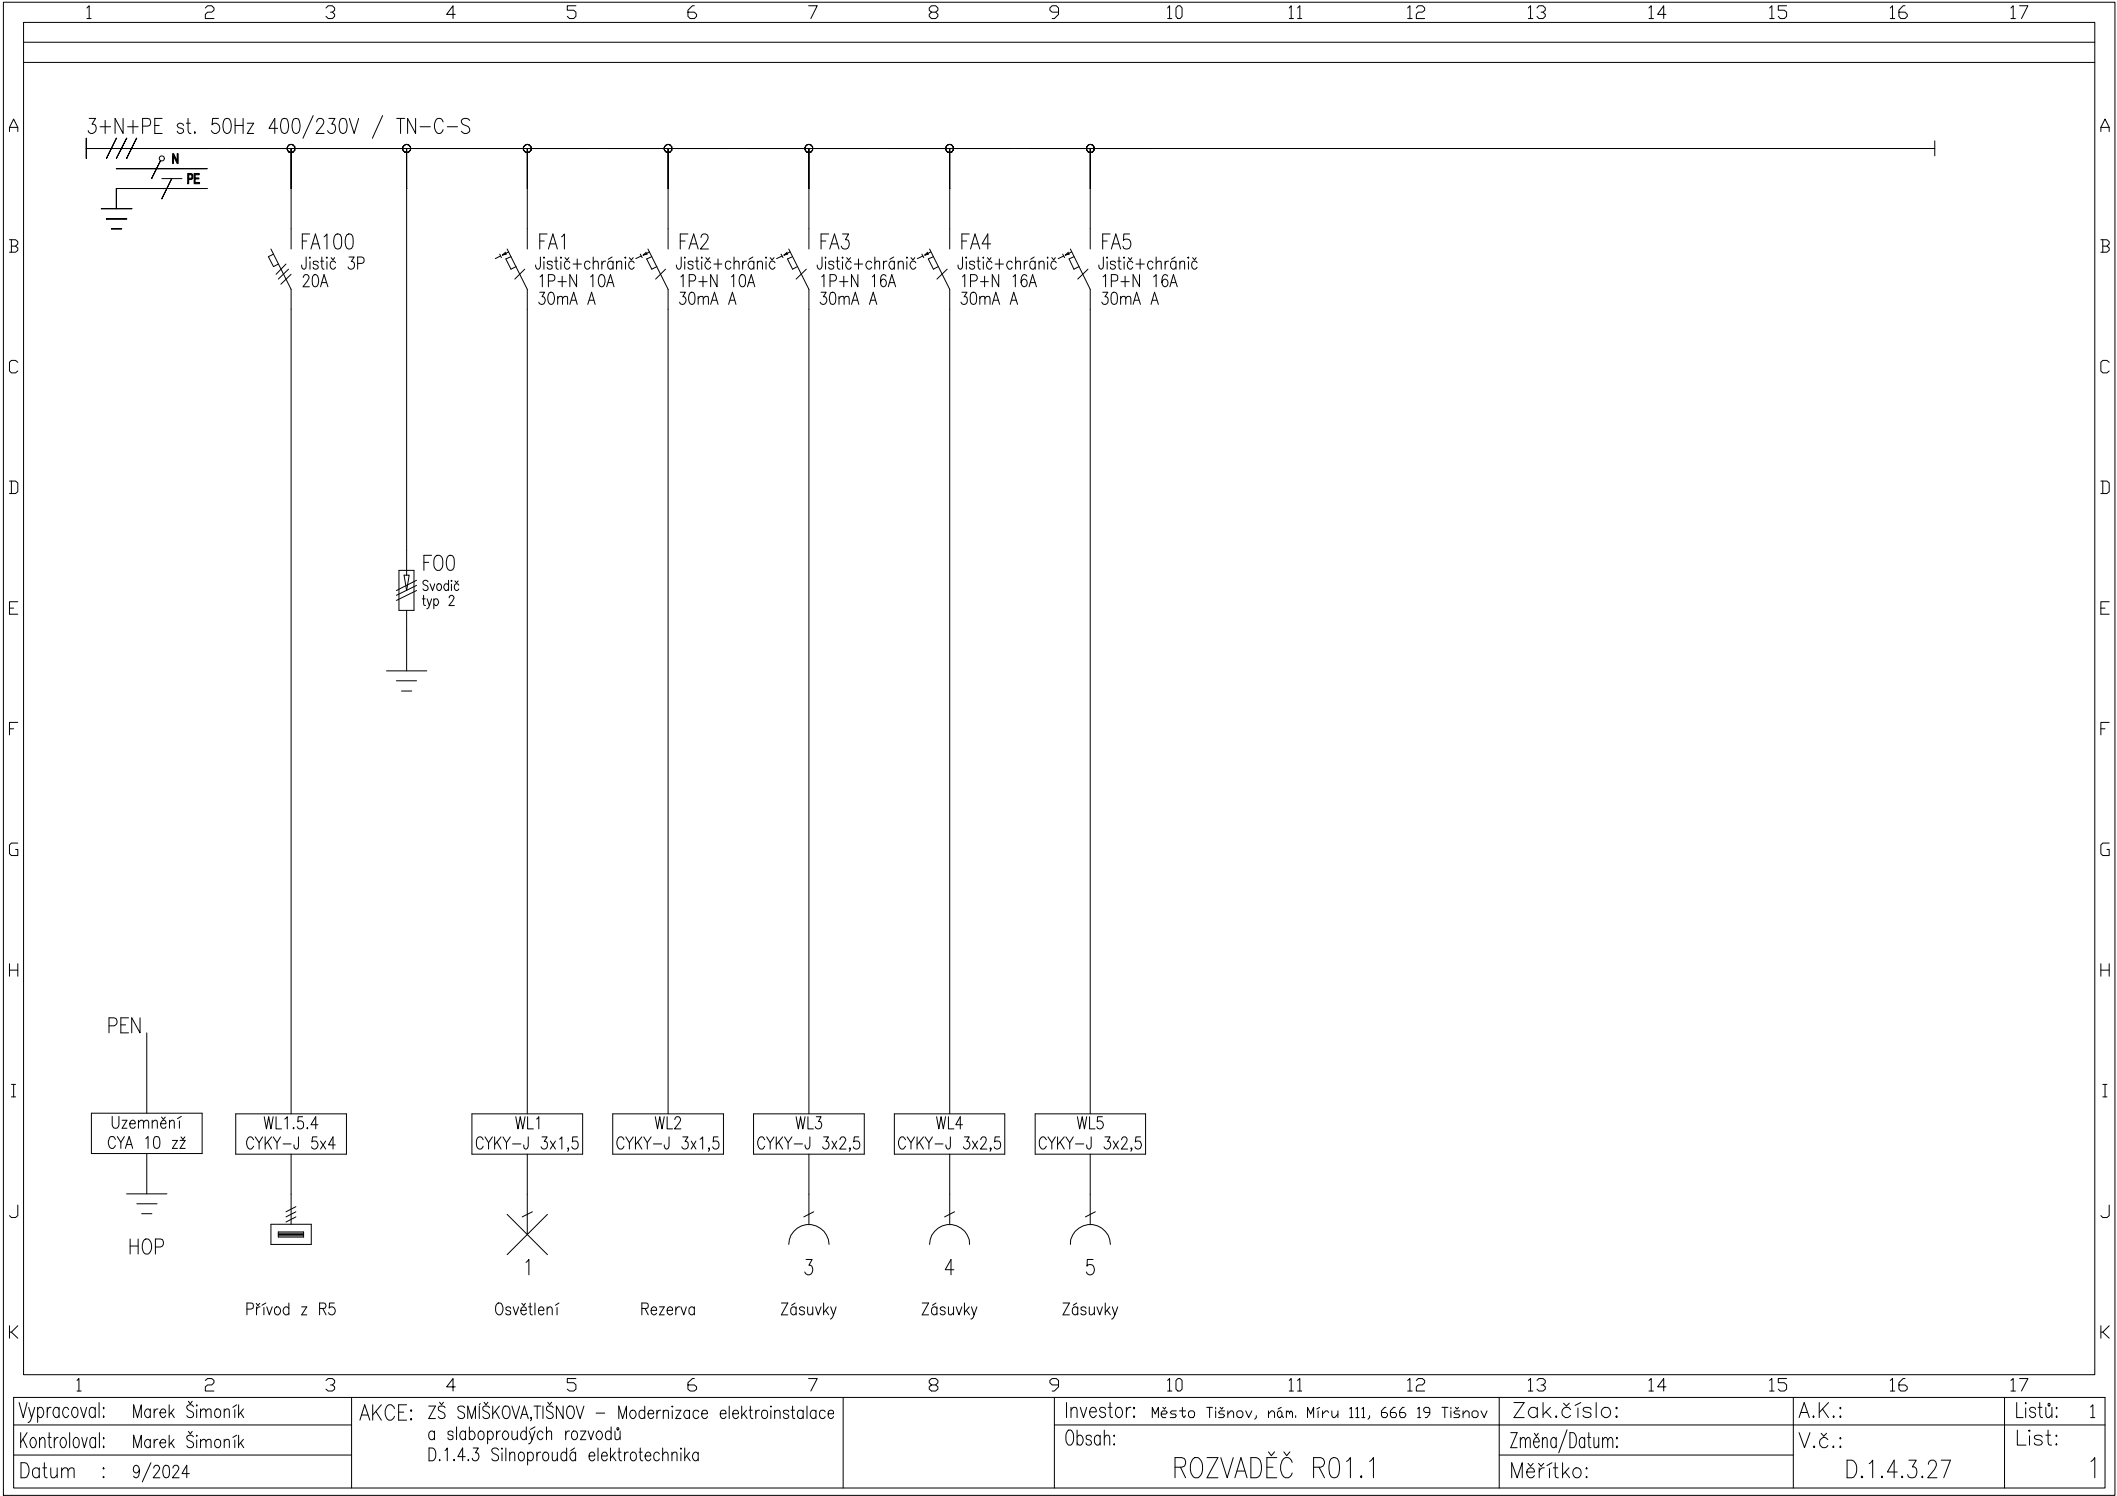 1 2 3 4 5 6 7 8 9 10 11 12 13 14 15 16 17
A A
3+N+PE st. 50Hz 400/230V / TN-C-S
N
PE
B B
FA100
Jistič 3P
20A
FA1
Jistič+chránič
1P+N 10A
30mA A
FA2
Jistič+chránič
1P+N 10A
30mA A
FA3
Jistič+chránič
1P+N 16A
30mA A
FA4
Jistič+chránič
1P+N 16A
30mA A
FA5
Jistič+chránič
1P+N 16A
30mA A
C C
D D
FO0
Svodič
typ 2
E E
F F
G G
H H
PEN
I I
Uzemnění
CYA 10 zž
WL1.5.4
CYKY-J 5x4
WL1
CYKY-J 3x1,5
WL2
CYKY-J 3x1,5
WL3
CYKY-J 3x2,5
WL4
CYKY-J 3x2,5
WL5
CYKY-J 3x2,5
J J
HOP
1 3 4 5
Přívod z R5
Osvětlení
Rezerva
Zásuvky
Zásuvky
Zásuvky
K K
1 2 3 4 5 6 7 8 9 10 11 12 13 14 15 16 17
Vypracoval: Marek Šimoník
Kontroloval: Marek Šimoník
Datum : 9/2024
AKCE: ZŠ SMÍŠKOVA,TIŠNOV - Modernizace elektroinstalace
a slaboproudých rozvodů
D.1.4.3 Silnoproudá elektrotechnika
Investor: Město Tišnov, nám. Míru 111, 666 19 Tišnov
Obsah:
ROZVADĚČ R01.1
Zak.číslo:
Změna/Datum:
Měřítko:
A.K.:
V.č.:
D.1.4.3.27
Listů: 1
List:
1